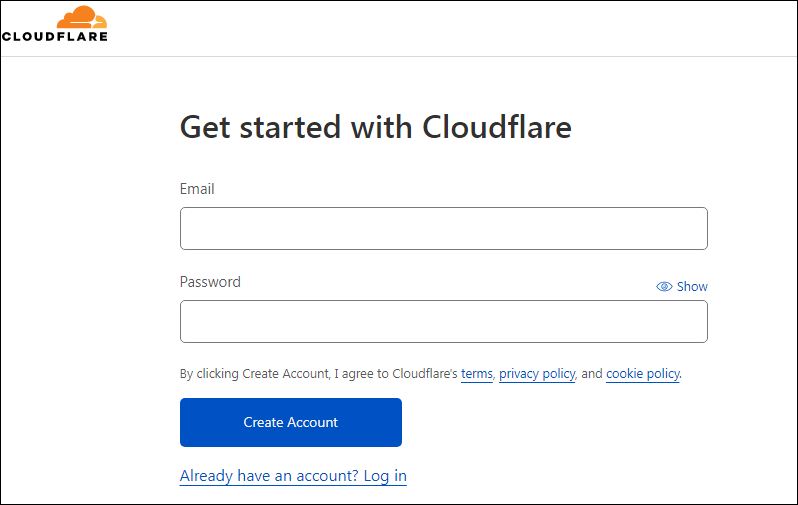 CLOUDFLARE
Get started with Cloudflare
Email
Password
Show
By clicking Create Account, I agree to Cloudflare's terms, privacy policy, and cookie policy.
Create Account
Already have an account? Log in